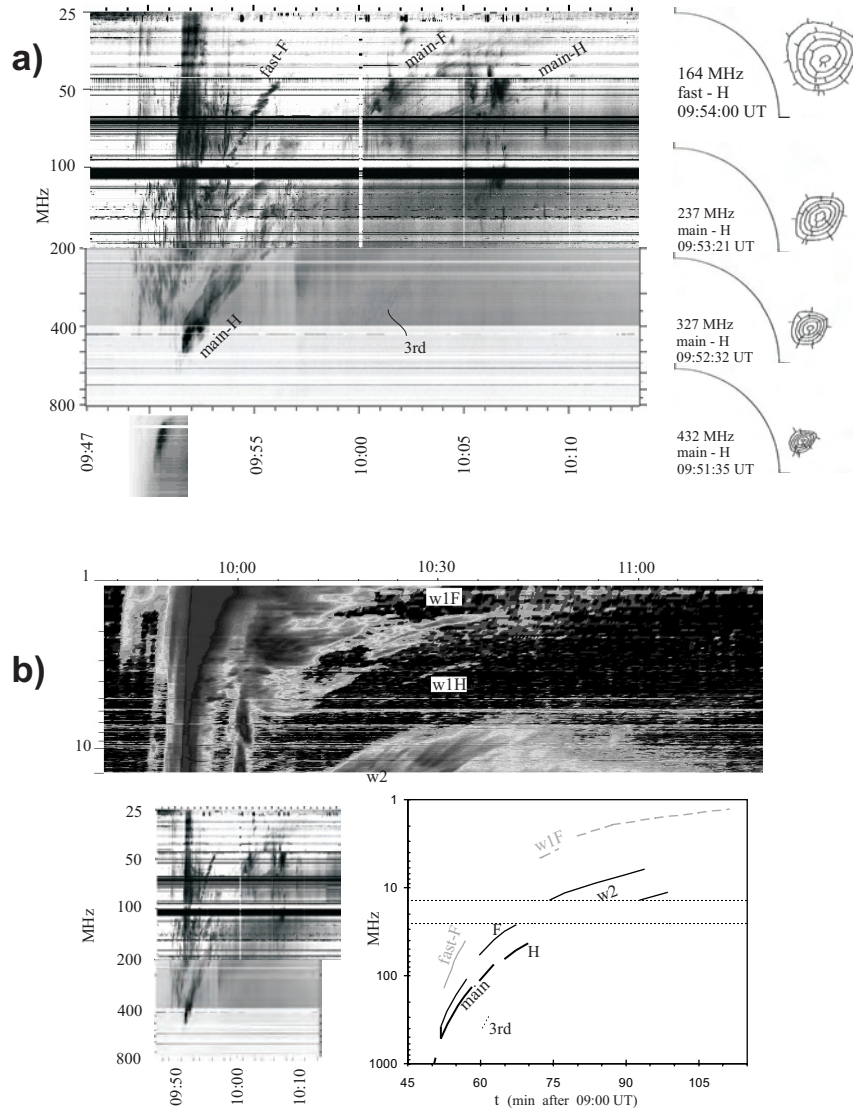 a)
25
50
100
200
400
800
MHz
fast-F
main-F
main-H
main-H
3rd
09:47
09:55
10:00
10:05
10:10
164 MHz
fast - H
09:54:00 UT
237 MHz
main - H
09:53:21 UT
327 MHz
main - H
09:52:32 UT
432 MHz
main - H
09:51:35 UT
b)
10:00
10:30
11:00
1
10
w1F
w1H
w2
25
50
100
200
400
800
MHz
09:50
10:00
10:10
1
10
100
1000
MHz
w1F
w2
fast-F
F
H
main
3rd
45
60
75
90
105
t (min after 09:00 UT)